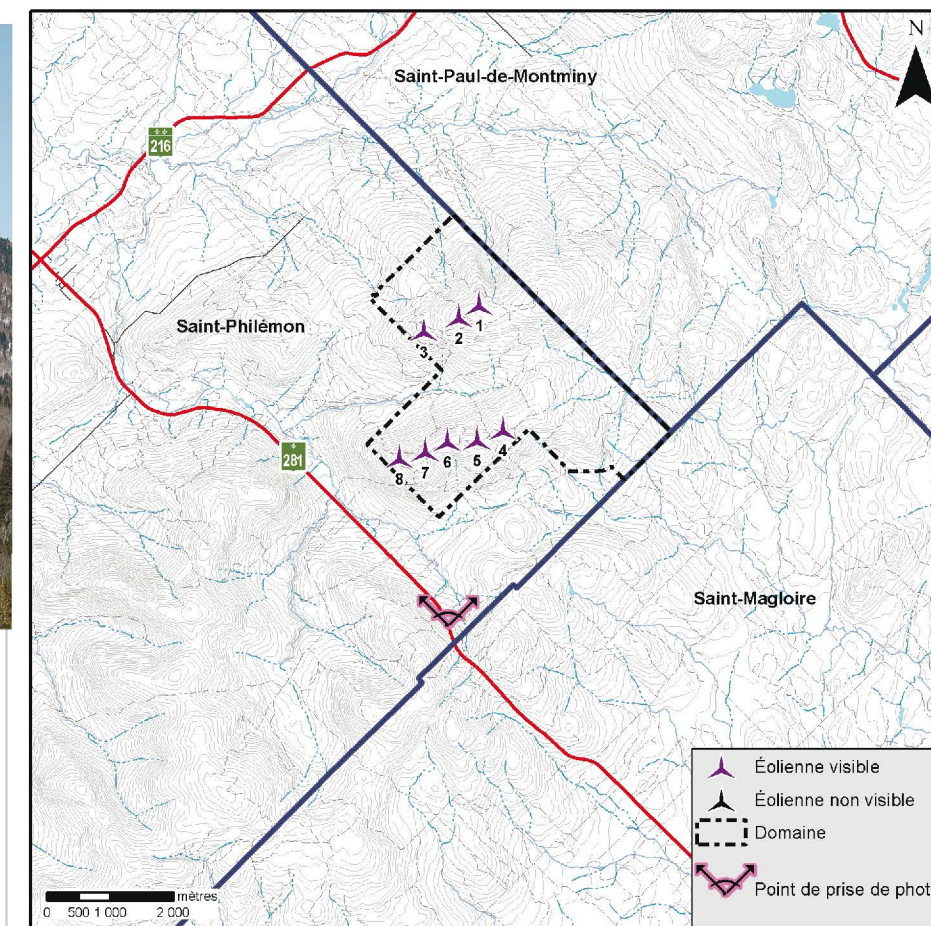 N
Saint-Paul-de-Montminy
216
Saint-Philémon
1
2
3
281
4
5
6
7
8
Saint-Magloire
Éolienne visible
Éolienne non visible
Domaine
Point de prise de phot
mètres
0 500 1 000 2 000